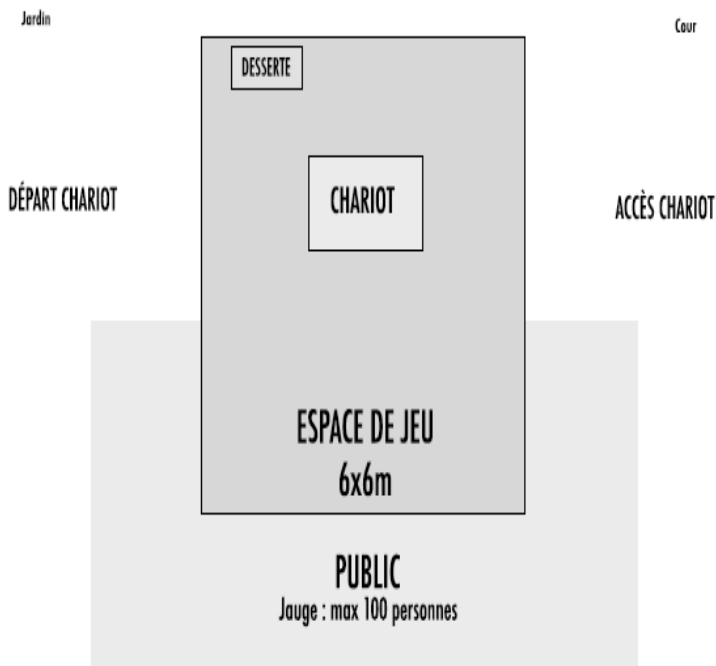 Jardin
Cour
DESSERTE
DÉPART CHARIOT
CHARIOT
ACCÈS CHARIOT
ESPACE DE JEU
6x6m
PUBLIC
Jauge : max 100 personnes